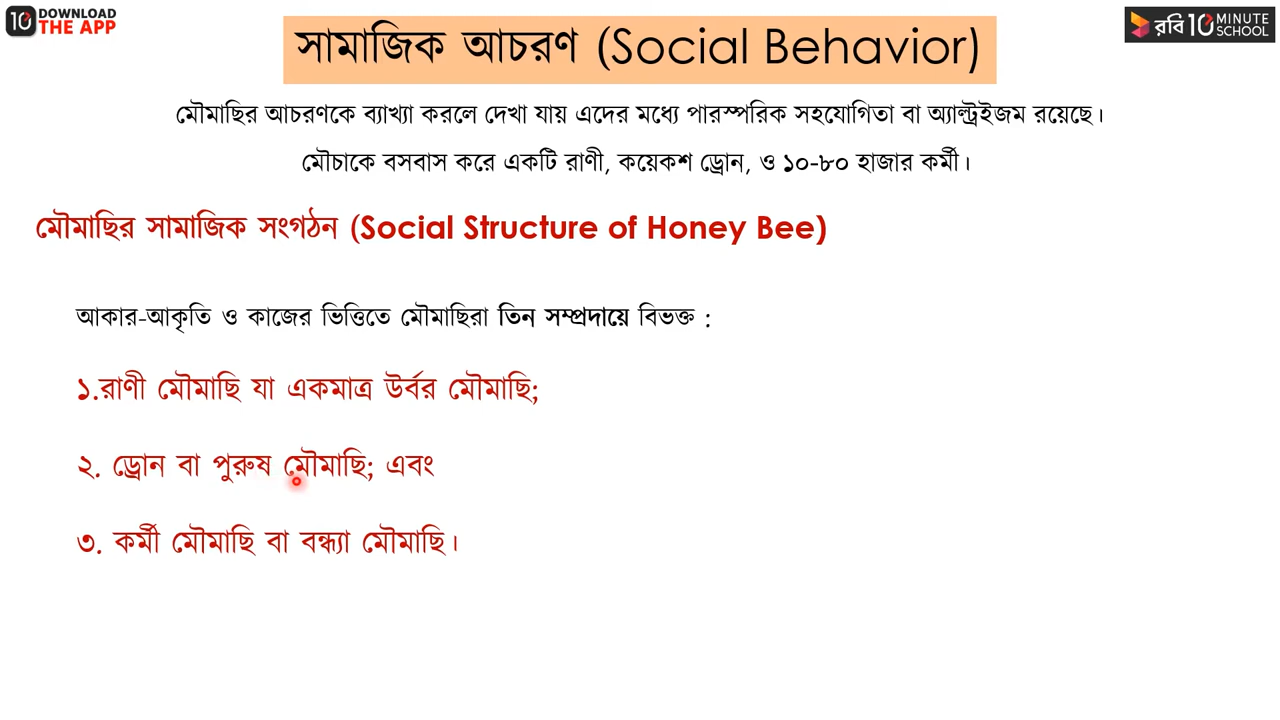 10 DOWNLOAD
THE APP
সামাজিক আচরণ (Social Behavior)
রবি 10 MINUTE
SCHOOL
মৌমাছির আচরণকে ব্যাখ্যা করলে দেখা যায় এদের মধ্যে পারস্পরিক সহযোগিতা বা অ্যাল্ট্রইজম রয়েছে।
মৌচাকে বসবাস করে একটি রাণী, কয়েকশ ড্রোন, ও ১০-৮০ হাজার কর্মী।
মৌমাছির সামাজিক সংগঠন (Social Structure of Honey Bee)
আকার-আকৃতি ও কাজের ভিত্তিতে মৌমাছিরা তিন সম্প্রদায়ে বিভক্ত :
১.রাণী মৌমাছি যা একমাত্র উর্বর মৌমাছি;
২. ড্রোন বা পুরুষ মৌমাছি; এবং
৩. কর্মী মৌমাছি বা বন্ধ্যা মৌমাছি।